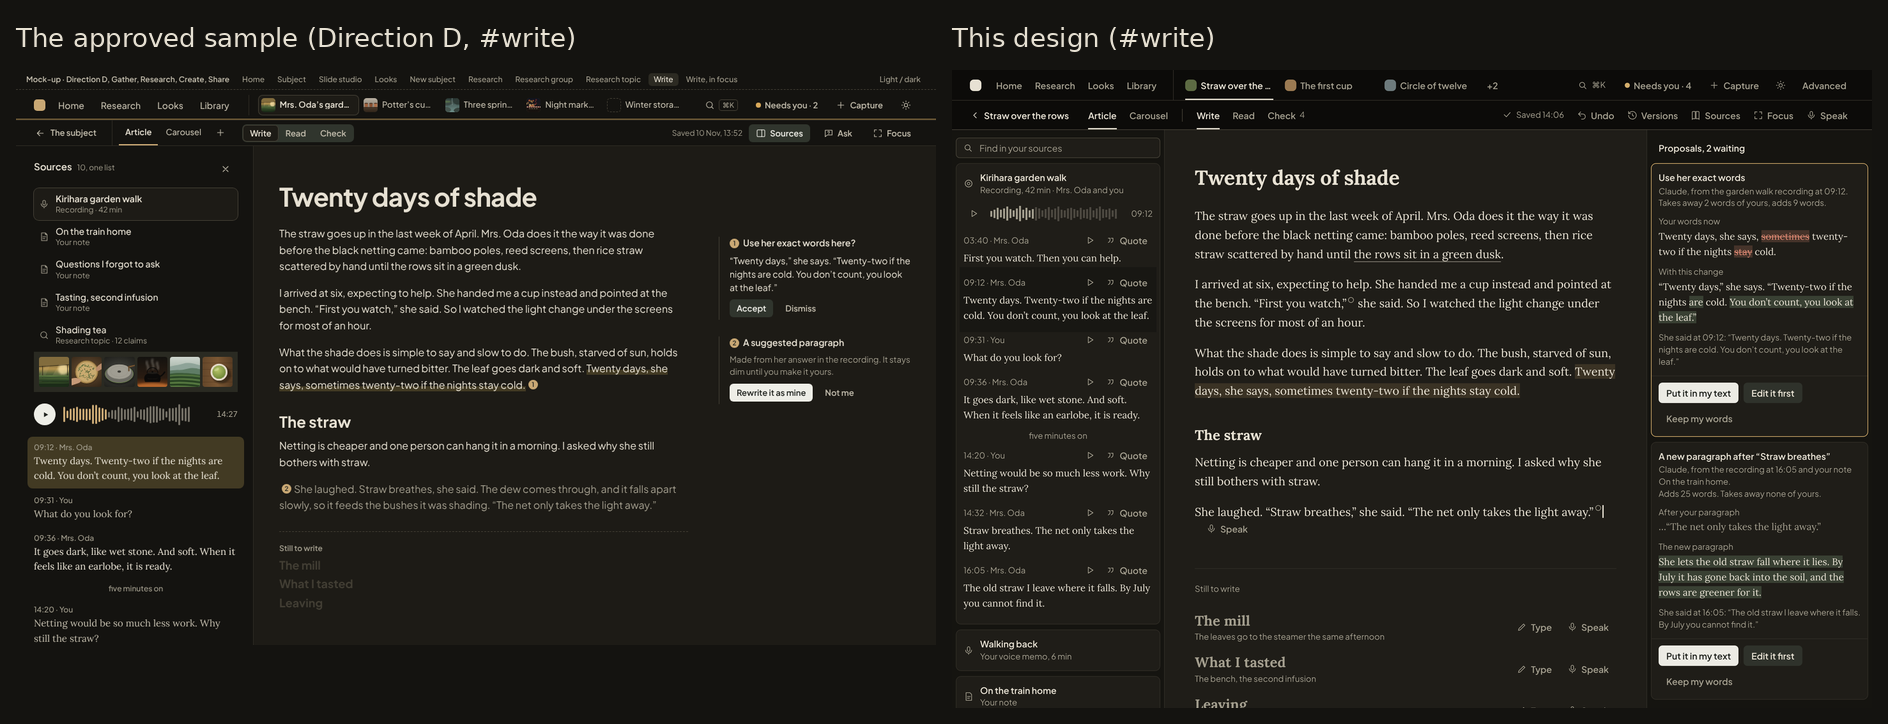 The approved sample (Direction D, #write)
Mock-up · Direction D, Gather, Research, Create, Share Home Subject Slide studio Looks New subject Research Research group Research topic Write Write, in focus Light / dark
Home Research Looks Library Mrs. Oda's gard... Potter's cu... Three sprin... Night mark... Winter stora... ⌘K Needs you · 2 Capture
The subject Article Carousel Write Read Check Saved 10 Nov, 13:52 Sources Ask Focus
Sources 10, one list
Kirihara garden walk
Recording · 42 min
On the train home
Your note
Questions I forgot to ask
Your note
Tasting, second infusion
Your note
Shading tea
Research topic · 12 claims
14:27
09:12 · Mrs. Oda
Twenty days. Twenty-two if the nights are
cold. You don't count, you look at the leaf.
09:31 · You
What do you look for?
09:36 · Mrs. Oda
It goes dark, like wet stone. And soft. When it
feels like an earlobe, it is ready.
five minutes on
14:20 · You
Netting would be so much less work. Why
still the straw?
Twenty days of shade
The straw goes up in the last week of April. Mrs. Oda does it the way it was done
before the black netting came: bamboo poles, reed screens, then rice straw
scattered by hand until the rows sit in a green dusk.
I arrived at six, expecting to help. She handed me a cup instead and pointed at the
bench. “First you watch,” she said. So I watched the light change under the screens
for most of an hour.
What the shade does is simple to say and slow to do. The bush, starved of sun, holds
on to what would have turned bitter. The leaf goes dark and soft. Twenty days, she
says, sometimes twenty-two if the nights stay cold. 1
The straw
Netting is cheaper and one person can hang it in a morning. I asked why she still
bothers with straw.
2 She laughed. Straw breathes, she said. The dew comes through, and it falls apart
slowly, so it feeds the bushes it was shading. “The net only takes the light away.”
Still to write
The mill
What I tasted
Leaving
1 Use her exact words here?
“Twenty days,” she says. “Twenty-two if the
nights are cold. You don't count, you look
at the leaf.”
Accept Dismiss
2 A suggested paragraph
Made from her answer in the recording. It stays
dim until you make it yours.
Rewrite it as mine Not me
This design (#write)
Home Research Looks Library Straw over the ... The first cup Circle of twelve +2 ⌘K Needs you · 4 Capture Advanced
Straw over the rows Article Carousel Write Read Check 4 Saved 14:06 Undo Versions Sources Focus Speak
Find in your sources
Kirihara garden walk
Recording, 42 min · Mrs. Oda and you
09:12
03:40 · Mrs. Oda Quote
First you watch. Then you can help.
09:12 · Mrs. Oda Quote
Twenty days. Twenty-two if the nights are
cold. You don't count, you look at the leaf.
09:31 · You Quote
What do you look for?
09:36 · Mrs. Oda Quote
It goes dark, like wet stone. And soft.
When it feels like an earlobe, it is ready.
five minutes on
14:20 · You Quote
Netting would be so much less work. Why
still the straw?
14:32 · Mrs. Oda Quote
Straw breathes. The net only takes the
light away.
16:05 · Mrs. Oda Quote
The old straw I leave where it falls. By July
you cannot find it.
Walking back
Your voice memo, 6 min
On the train home
Your note
Twenty days of shade
The straw goes up in the last week of April. Mrs. Oda does it the way it was
done before the black netting came: bamboo poles, reed screens, then rice
straw scattered by hand until the rows sit in a green dusk.
I arrived at six, expecting to help. She handed me a cup instead and pointed at
the bench. “First you watch,” she said. So I watched the light change under
the screens for most of an hour.
What the shade does is simple to say and slow to do. The bush, starved of sun,
holds on to what would have turned bitter. The leaf goes dark and soft. Twenty
days, she says, sometimes twenty-two if the nights stay cold.
The straw
Netting is cheaper and one person can hang it in a morning. I asked why she
still bothers with straw.
She laughed. “Straw breathes,” she said. “The net only takes the light away.”
Speak
Still to write
The mill
The leaves go to the steamer the same afternoon
Type Speak
What I tasted
The bench, the second infusion
Type Speak
Leaving
Proposals, 2 waiting
Use her exact words
Claude, from the garden walk recording at 09:12.
Takes away 2 words of yours, adds 9 words.
Your words now
Twenty days, she says, sometimes twenty-
two if the nights stay cold.
With this change
“Twenty days,” she says. “Twenty-two if the
nights are cold. You don't count, you look at
the leaf.”
She said at 09:12: “Twenty days. Twenty-two if the
nights are cold. You don't count, you look at the
leaf.”
Put it in my text Edit it first
Keep my words
A new paragraph after “Straw breathes”
Claude, from the recording at 16:05 and your note
On the train home.
Adds 25 words. Takes away none of yours.
After your paragraph
...“The net only takes the light away.”
The new paragraph
She lets the old straw fall where it lies. By
July it has gone back into the soil, and the
rows are greener for it.
She said at 16:05: “The old straw I leave where it falls.
By July you cannot find it.”
Put it in my text Edit it first
Keep my words